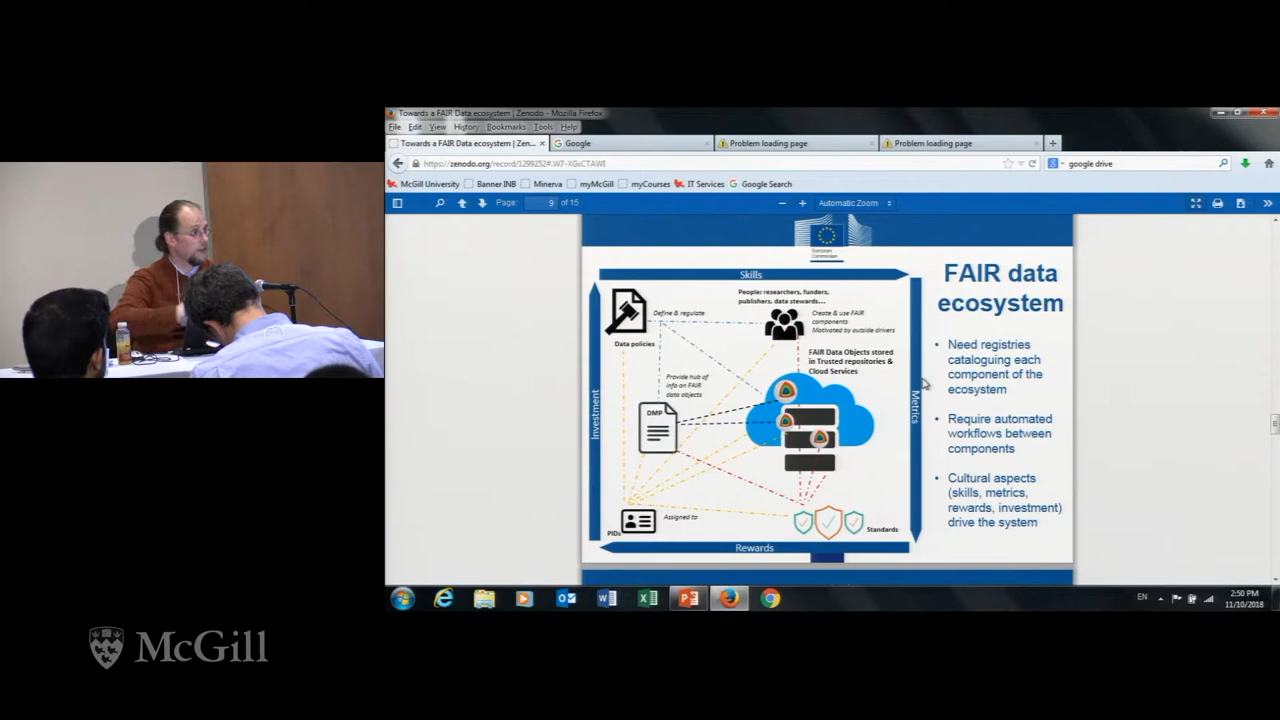 Towards a FAIR Data ecosystem | Zenodo - Mozilla Firefox
File Edit View History Bookmarks Tools Help
Towards a FAIR Data ecosystem | Zen...
Google
Problem loading page
Problem loading page
https://zenodo.org/record/1299252#.W7-XGxCTAWI
google drive
McGill University Banner INB Minerva myMcGill myCourses IT Services Google Search
Page: 9 of 15
Automatic Zoom
European
Commission
Skills
People: researchers, funders,
publishers, data stewards...
Define & regulate
Create & use FAIR
components
Motivated by outside drivers
Data policies
FAIR Data Objects stored
in Trusted repositories &
Cloud Services
Provide hub of
info on FAIR
data objects
DMP
Investment
Metrics
PIDs
Assigned to
Standards
Rewards
FAIR data
ecosystem
• Need registries
cataloguing each
component of the
ecosystem
• Require automated
workflows between
components
• Cultural aspects
(skills, metrics,
rewards, investment)
drive the system
EN
2:50 PM
11/10/2018
McGill